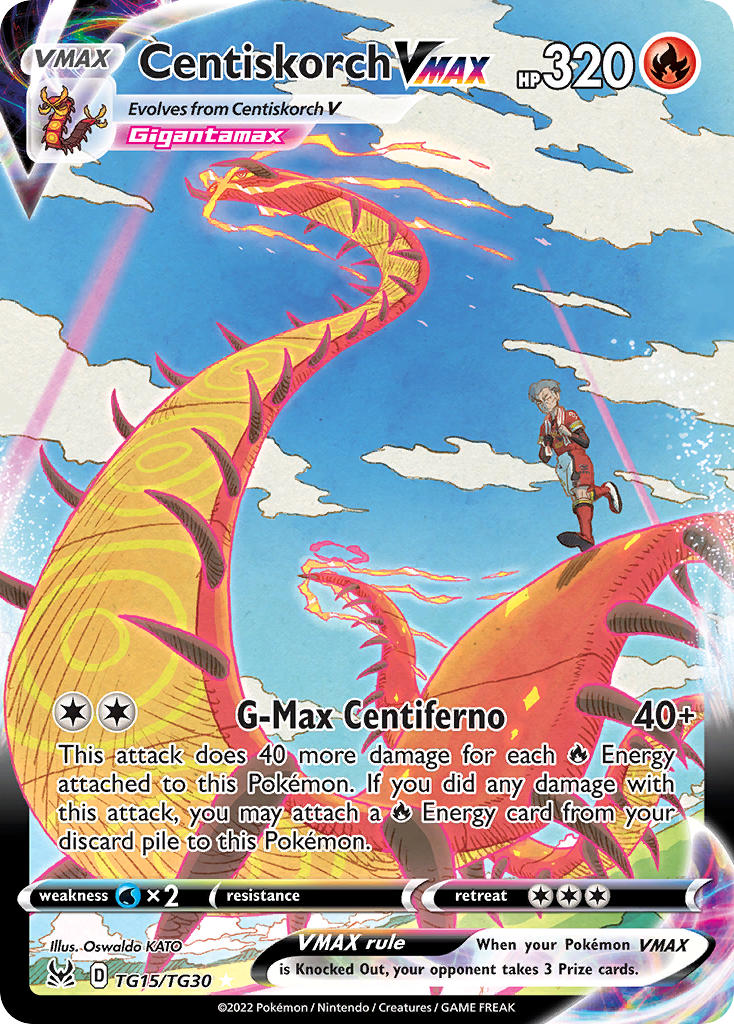 VMAX
Centiskorch VMAX HP 320
Evolves from Centiskorch V
Gigantamax
G-Max Centiferno 40+
This attack does 40 more damage for each Energy
attached to this Pokémon. If you did any damage with
this attack, you may attach a Energy card from your
discard pile to this Pokémon.
weakness ×2 resistance retreat
Illus. Oswaldo KATO
VMAX rule When your Pokémon VMAX
is Knocked Out, your opponent takes 3 Prize cards.
D TG15/TG30
©2022 Pokémon / Nintendo / Creatures / GAME FREAK